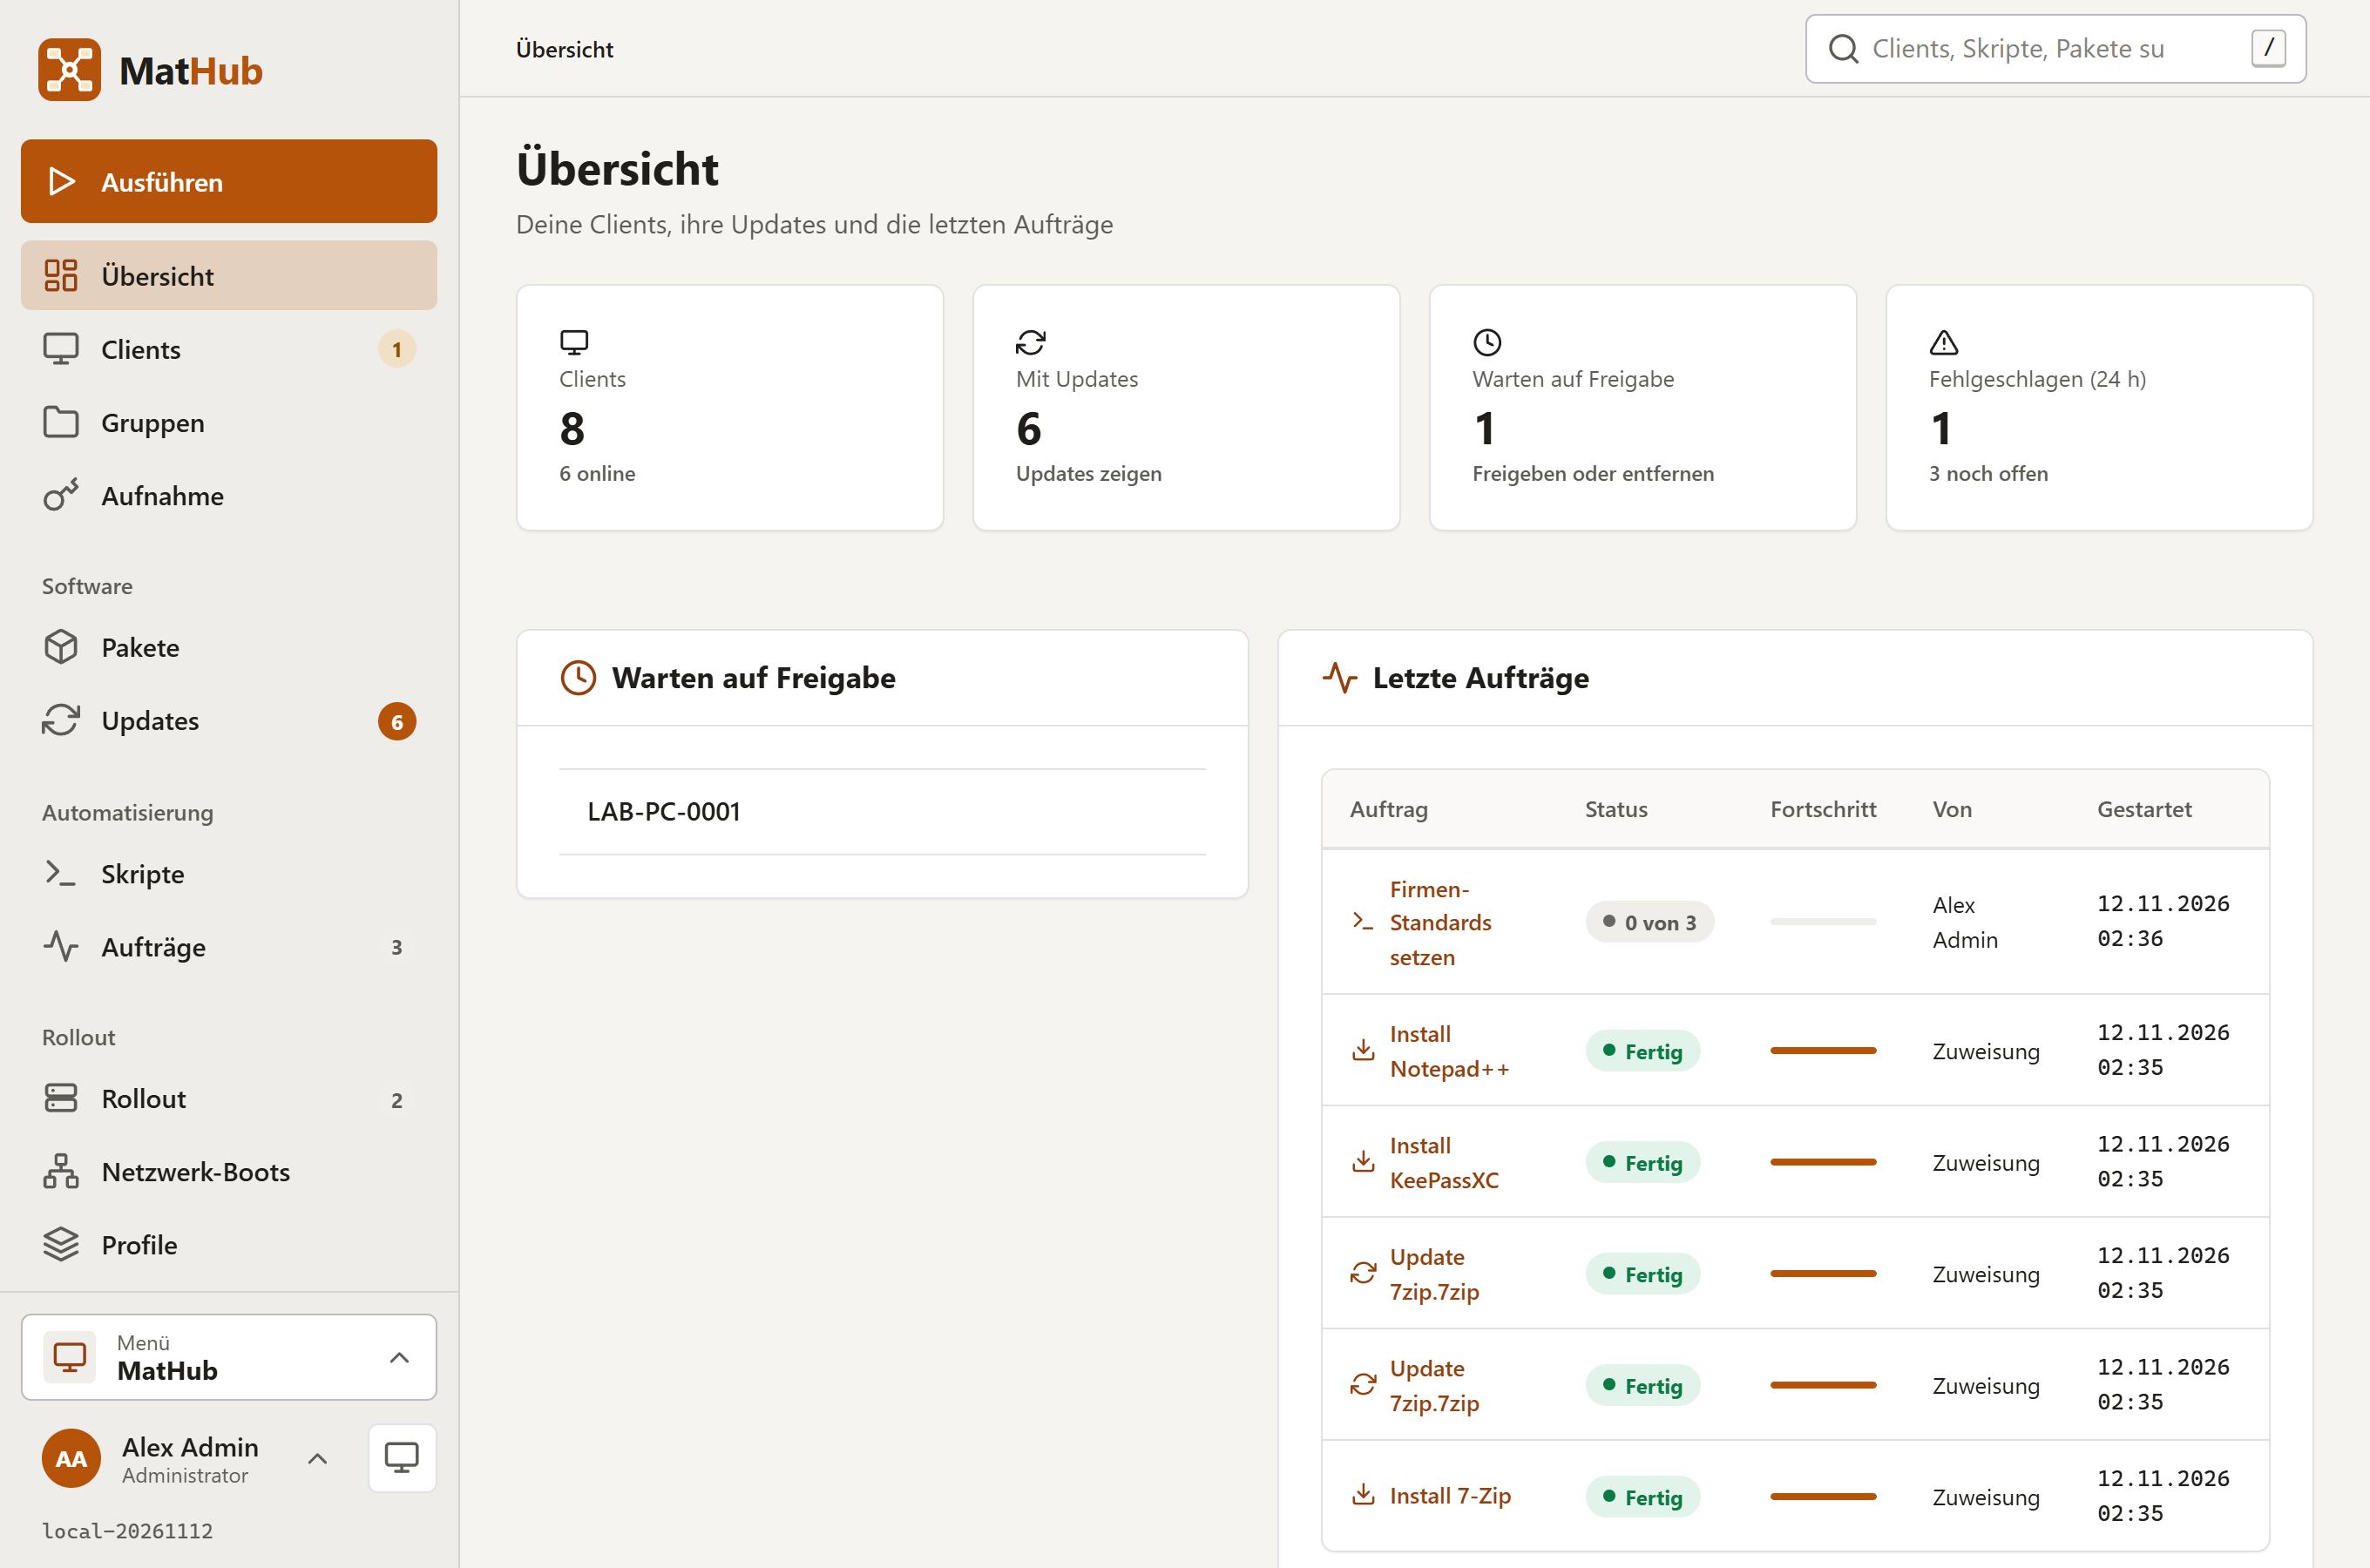 MatHub
Ausführen
Übersicht
Clients 1
Gruppen
Aufnahme
Software
Pakete
Updates 6
Automatisierung
Skripte
Aufträge 3
Rollout
Rollout 2
Netzwerk-Boots
Profile
Menü
MatHub
AA
Alex Admin
Administrator
local-20261112
Übersicht
Clients, Skripte, Pakete su /
Übersicht
Deine Clients, ihre Updates und die letzten Aufträge
Clients
8
6 online
Mit Updates
6
Updates zeigen
Warten auf Freigabe
1
Freigeben oder entfernen
Fehlgeschlagen (24 h)
1
3 noch offen
Warten auf Freigabe
LAB-PC-0001
Letzte Aufträge
Auftrag Status Fortschritt Von Gestartet
Firmen-
Standards
setzen
0 von 3
Alex
Admin
12.11.2026
02:36
Install
Notepad++
Fertig
Zuweisung
12.11.2026
02:35
Install
KeePassXC
Fertig
Zuweisung
12.11.2026
02:35
Update
7zip.7zip
Fertig
Zuweisung
12.11.2026
02:35
Update
7zip.7zip
Fertig
Zuweisung
12.11.2026
02:35
Install 7-Zip
Fertig
Zuweisung
12.11.2026
02:35